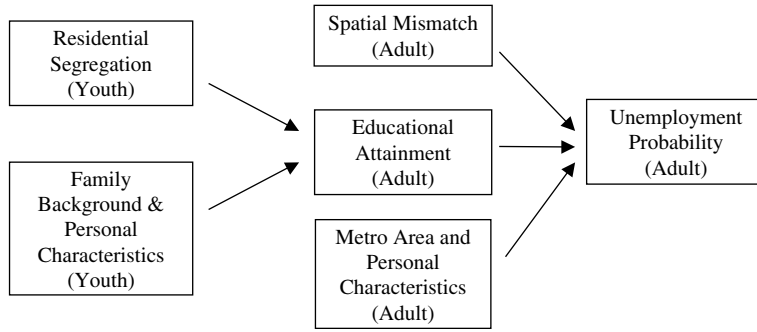 Residential
Segregation
(Youth)
Family
Background &
Personal
Characteristics
(Youth)
Spatial Mismatch
(Adult)
Educational
Attainment
(Adult)
Metro Area and
Personal
Characteristics
(Adult)
Unemployment
Probability
(Adult)